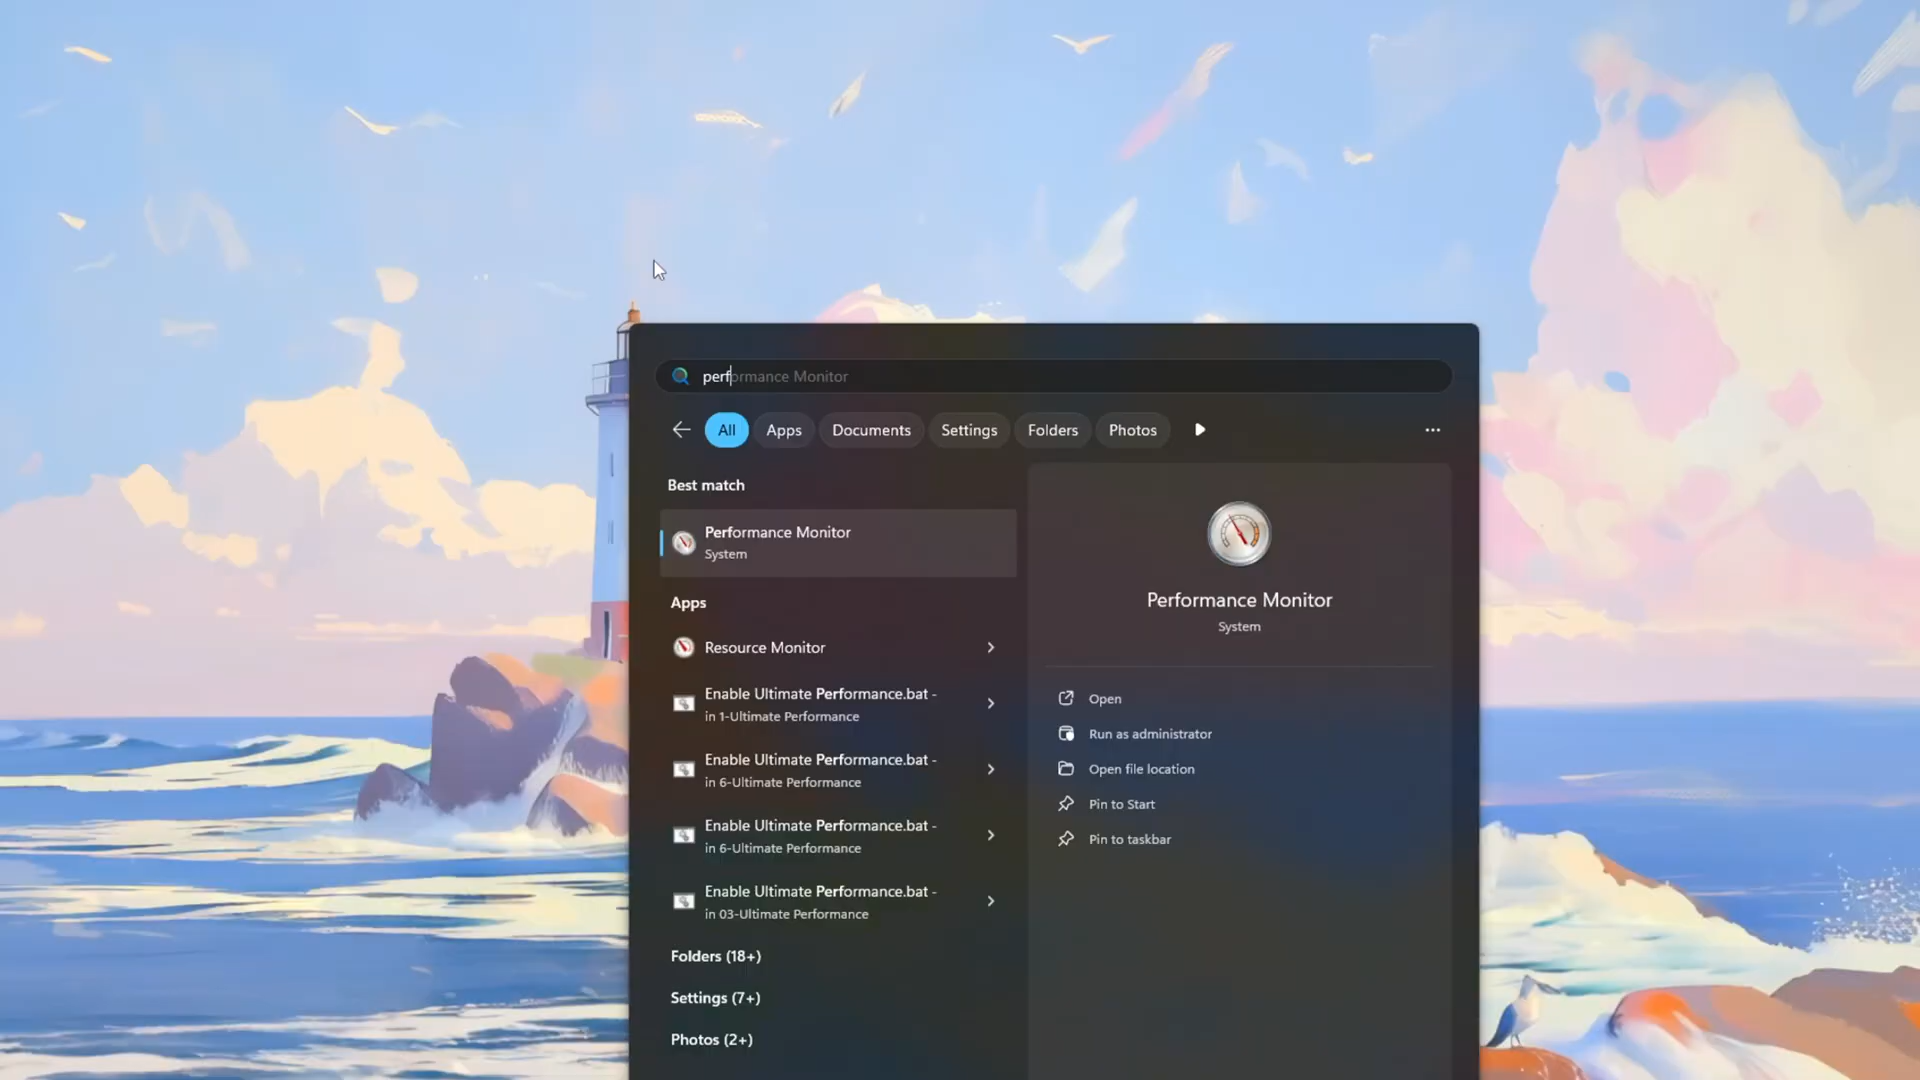 performance Monitor
All
Apps
Documents
Settings
Folders
Photos
Best match
Performance Monitor
System
Apps
Resource Monitor
Enable Ultimate Performance.bat -
in 1-Ultimate Performance
Enable Ultimate Performance.bat -
in 6-Ultimate Performance
Enable Ultimate Performance.bat -
in 6-Ultimate Performance
Enable Ultimate Performance.bat -
in 03-Ultimate Performance
Folders (18+)
Settings (7+)
Photos (2+)
Performance Monitor
System
Open
Run as administrator
Open file location
Pin to Start
Pin to taskbar